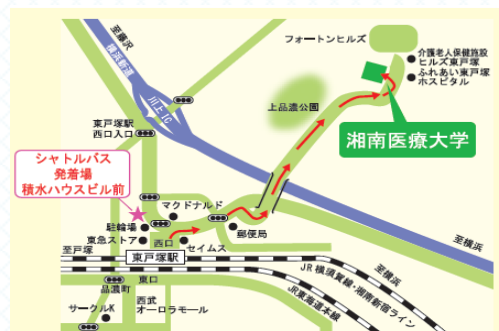 至藤沢
横浜新道
川上IC
フォートンヒルズ
介護老人保健施設
ヒルズ東戸塚
ふれあい東戸塚
ホスピタル
上品濃公園
湘南医療大学
東戸塚駅
西口入口
シャトルバス
発着場
積水ハウスビル前
マクドナルド
駐輪場
東急ストア
西口
郵便局
セイムス
至横浜
至戸塚
東戸塚駅
東口
至横浜
JR 横須賀線・湘南新宿ライン
JR東海道本線
品濃町
サークルK
西武
オーロラモール